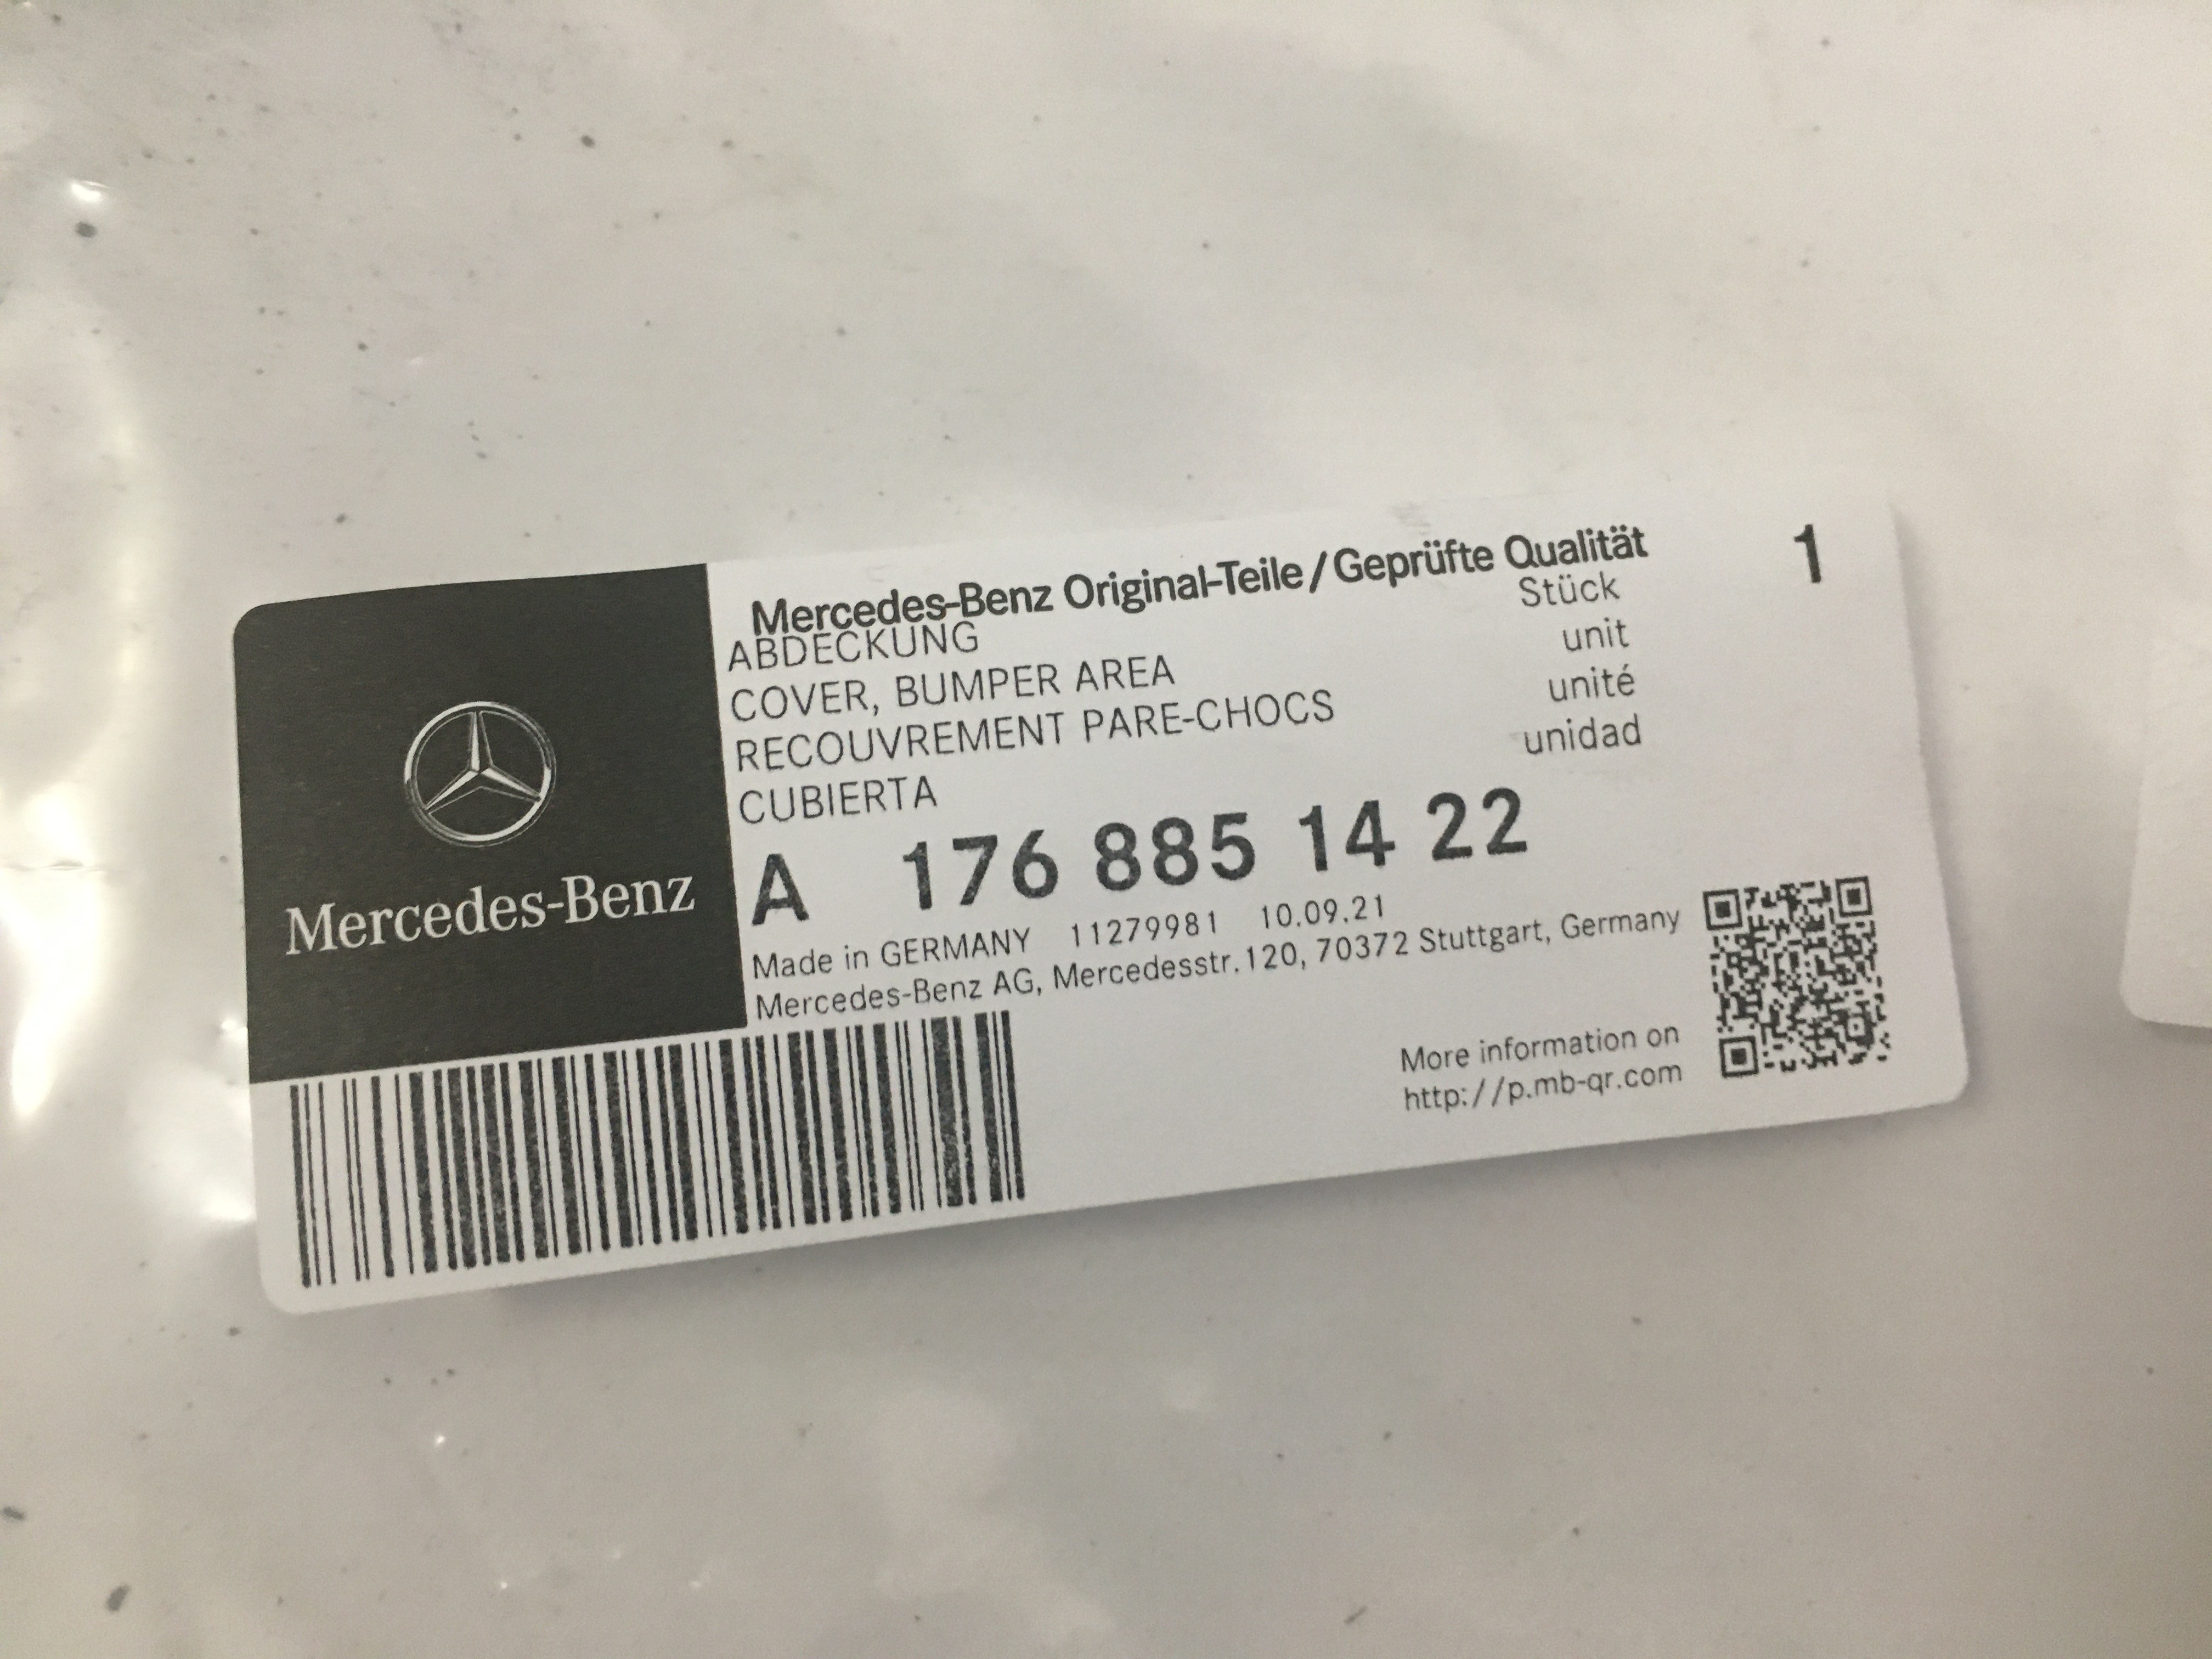 Mercedes-Benz Original-Teile/Geprüfte Qualität
1
ABDECKUNG
Stück
COVER, BUMPER AREA
unit
RECOUVREMENT PARE-CHOCS
unité
CUBIERTA
unidad
A 176 885 14 22
Made in GERMANY 11279981 10.09.21
Mercedes-Benz AG, Mercedesstr.120, 70372 Stuttgart, Germany
Mercedes-Benz
More information on
http://p.mb-qr.com